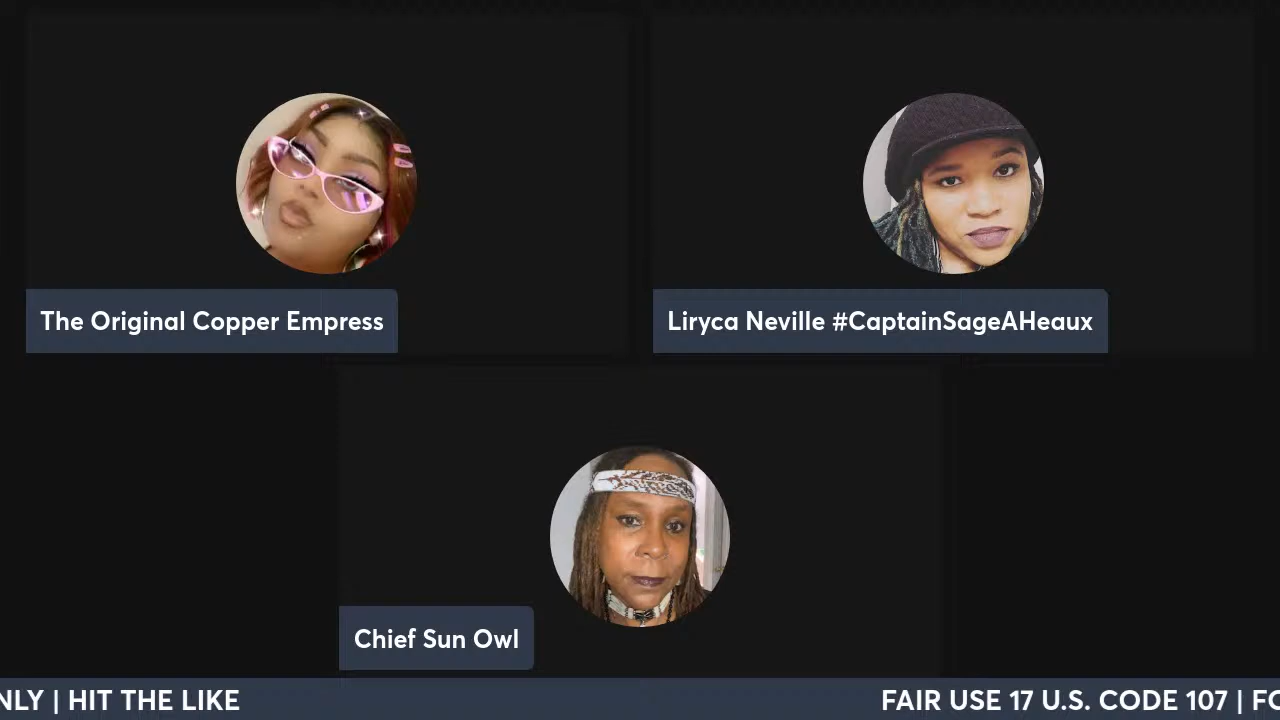 The Original Copper Empress
Liryca Neville #CaptainSageAHeaux
Chief Sun Owl
NLY | HIT THE LIKE
FAIR USE 17 U.S. CODE 107 | FO